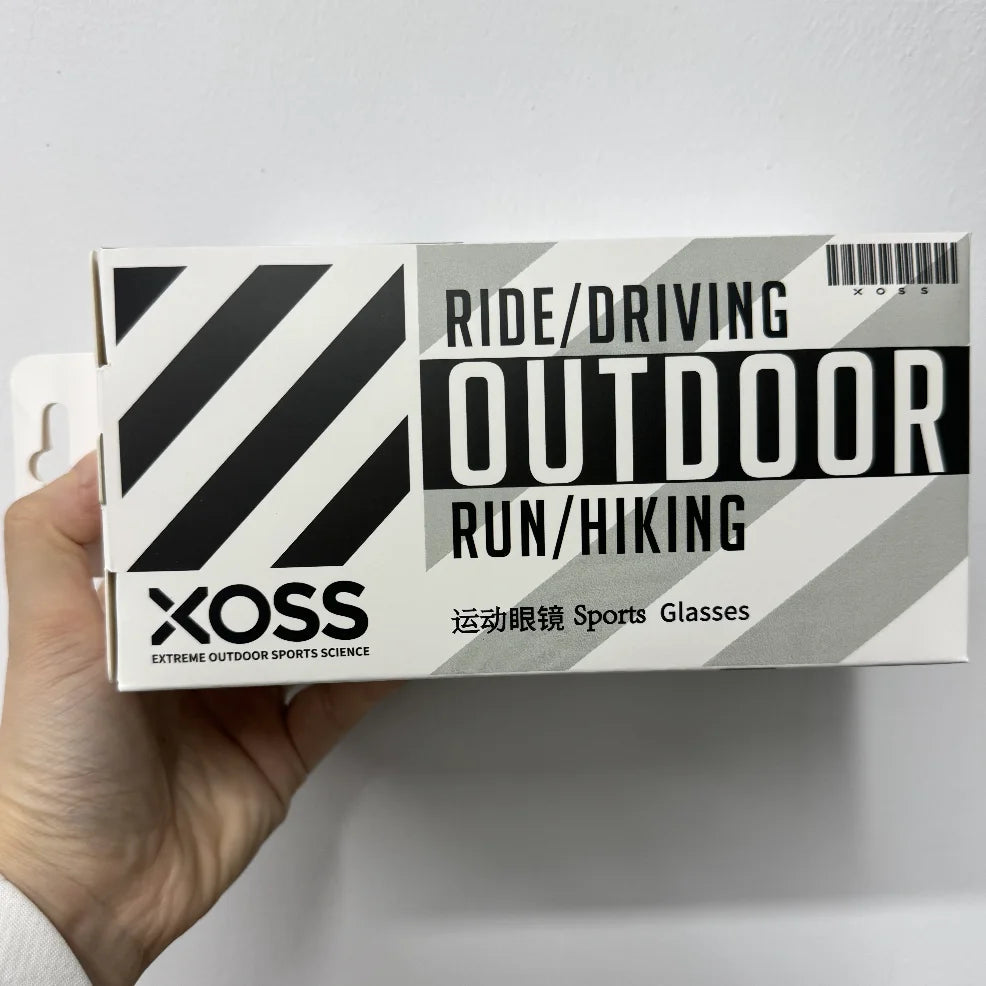 XOSS
RIDE/DRIVING
OUTDOOR
RUN/HIKING
XOSS
EXTREME OUTDOOR SPORTS SCIENCE
运动眼镜 Sports Glasses